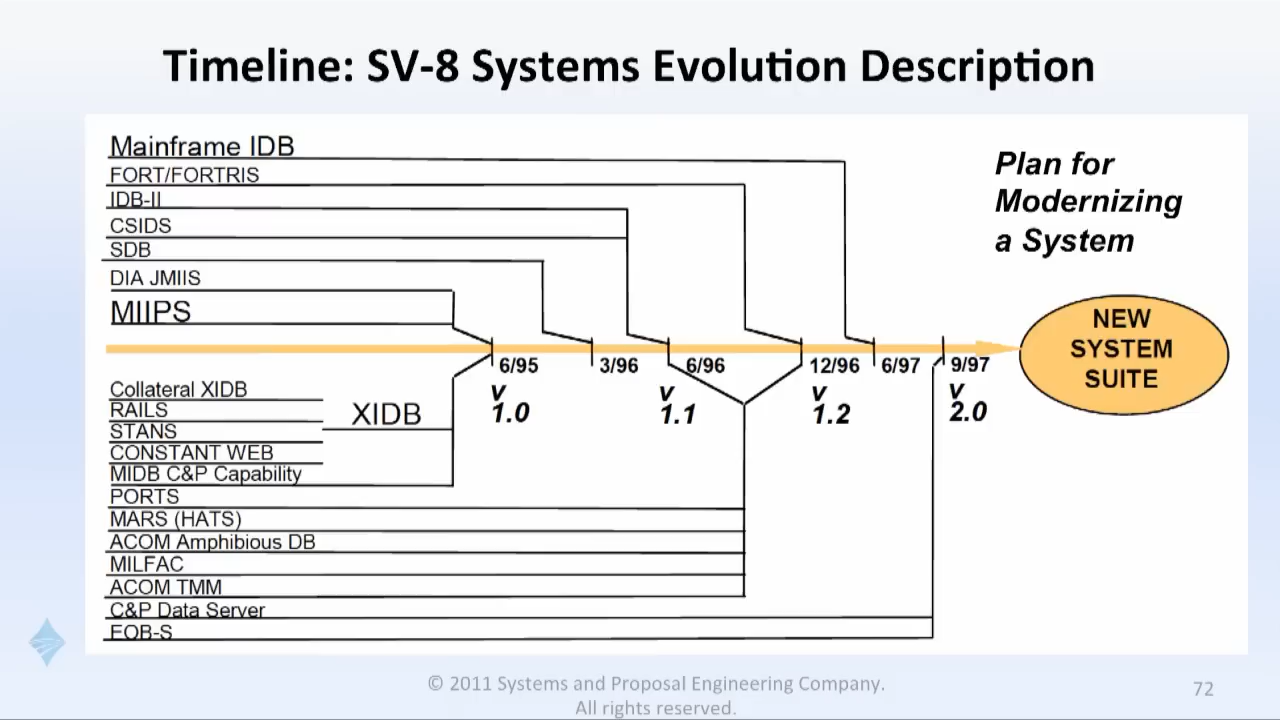 Timeline: SV-8 Systems Evolution Description
Mainframe IDB
FORT/FORTRIS
IDB-II
CSIDS
SDB
DIA JMIIS
MIIPS
Plan for
Modernizing
a System
NEW
SYSTEM
SUITE
6/95
3/96
6/96
12/96
6/97
9/97
v
1.0
v
1.1
v
1.2
v
2.0
Collateral XIDB
RAILS
STANS
CONSTANT WEB
XIDB
MIDB C&P Capability
PORTS
MARS (HATS)
ACOM Amphibious DB
MILFAC
ACOM TMM
C&P Data Server
EOB-S
© 2011 Systems and Proposal Engineering Company.
All rights reserved.
72